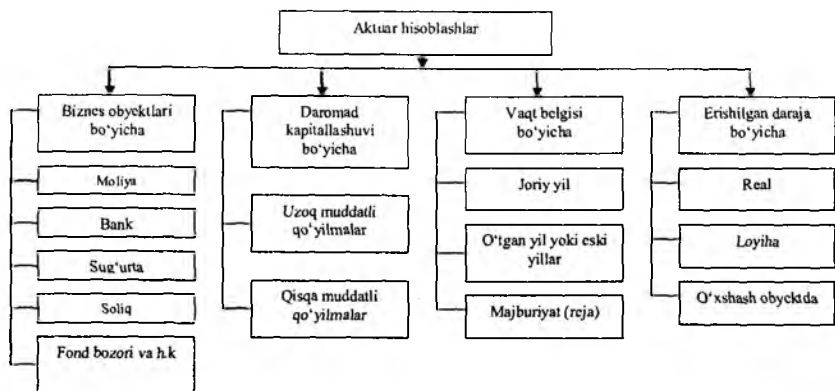 Aktuar hisoblashlar
Biznes obyektlari
bo‘yicha
Moliya
Bank
Sug‘urta
Soliq
Fond bozori va h.k
Daromad
kapitallashuvi
bo‘yicha
Uzoq muddatli
qo‘yilmalar
Qisqa muddatli
qo‘yilmalar
Vaqt belgisi
bo‘yicha
Joriy yil
O‘tgan yil yoki eski
yillar
Majburiyat (reja)
Erishilgan daraja
bo‘yicha
Real
Loyiha
O‘xshash obyektda